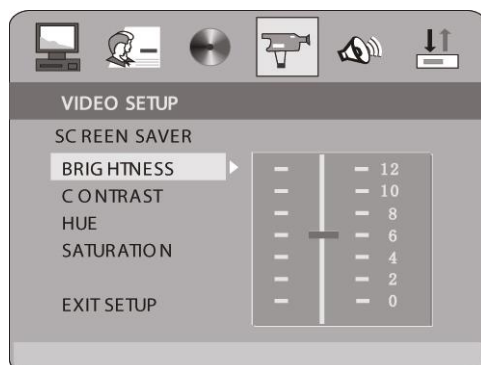 VIDEO SETUP
SCREEN SAVER
BRIGHTNESS
CONTRAST
HUE
SATURATION
EXIT SETUP
12
10
8
6
4
2
0